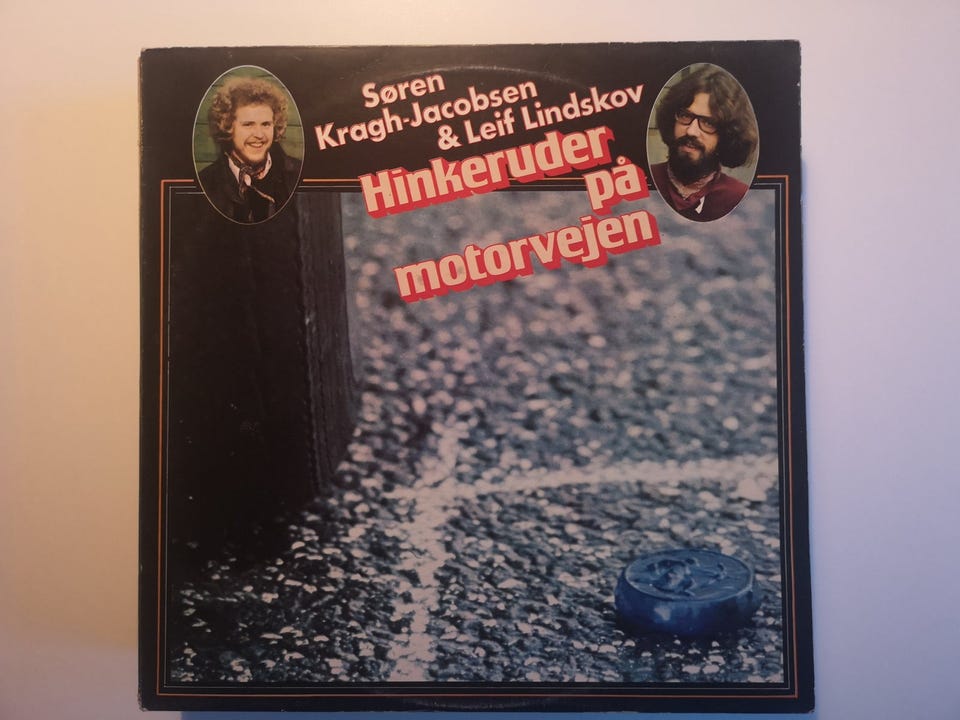 Søren
Kragh-Jacobsen
& Leif Lindskov
Hinkeruder
på
motorvejen